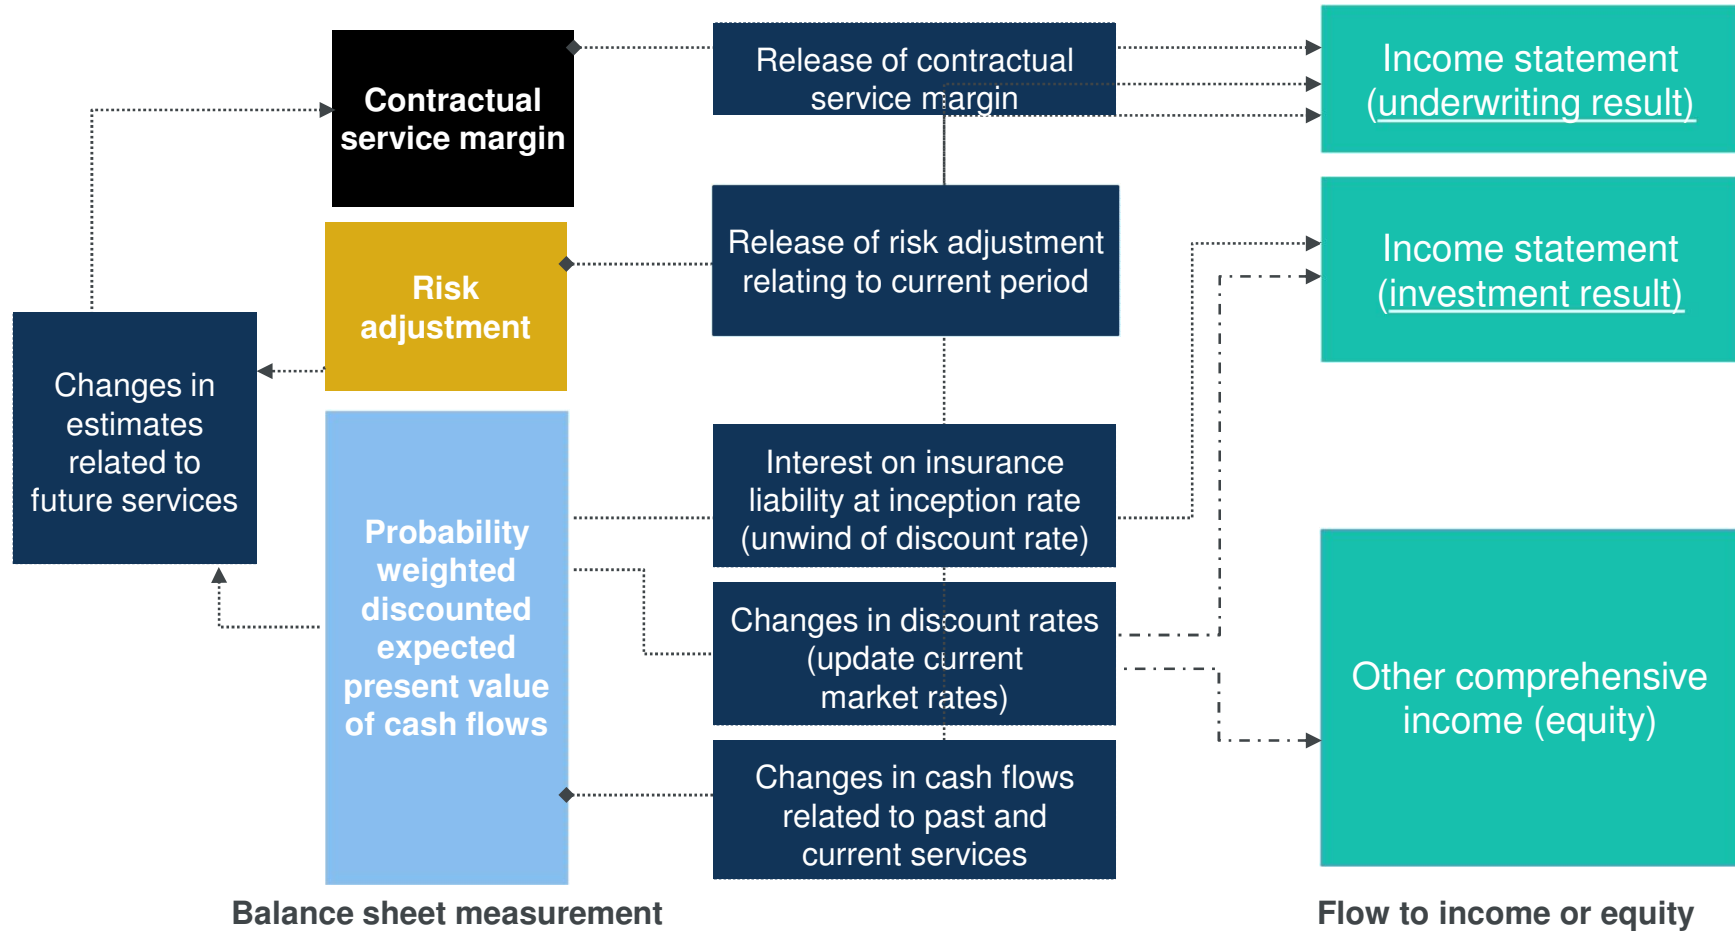 Contractual
service margin
Risk
adjustment
Changes in
estimates
related to
future services
Probability
weighted
discounted
expected
present value
of cash flows
Balance sheet measurement
Release of contractual
service margin
Release of risk adjustment
relating to current period
Interest on insurance
liability at inception rate
(unwind of discount rate)
Changes in discount rates
(update current
market rates)
Changes in cash flows
related to past and
current services
Income statement
(underwriting result)
Income statement
(investment result)
Other comprehensive
income (equity)
Flow to income or equity